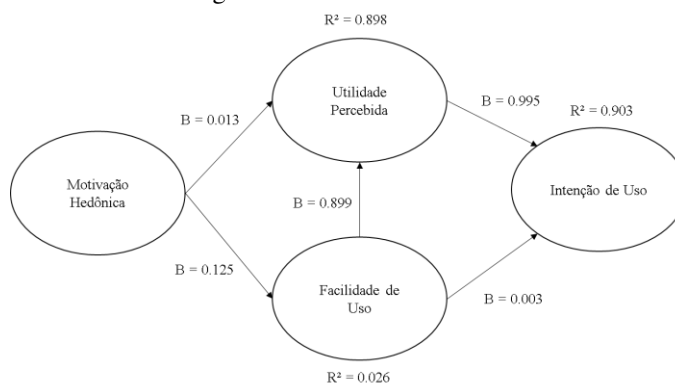 R² = 0.898
Utilidade
Percebida
B = 0.995
R² = 0.903
B = 0.013
Motivação
Hedônica
Intenção de Uso
B = 0.899
B = 0.125
Facilidade de
Uso
B = 0.003
R² = 0.026